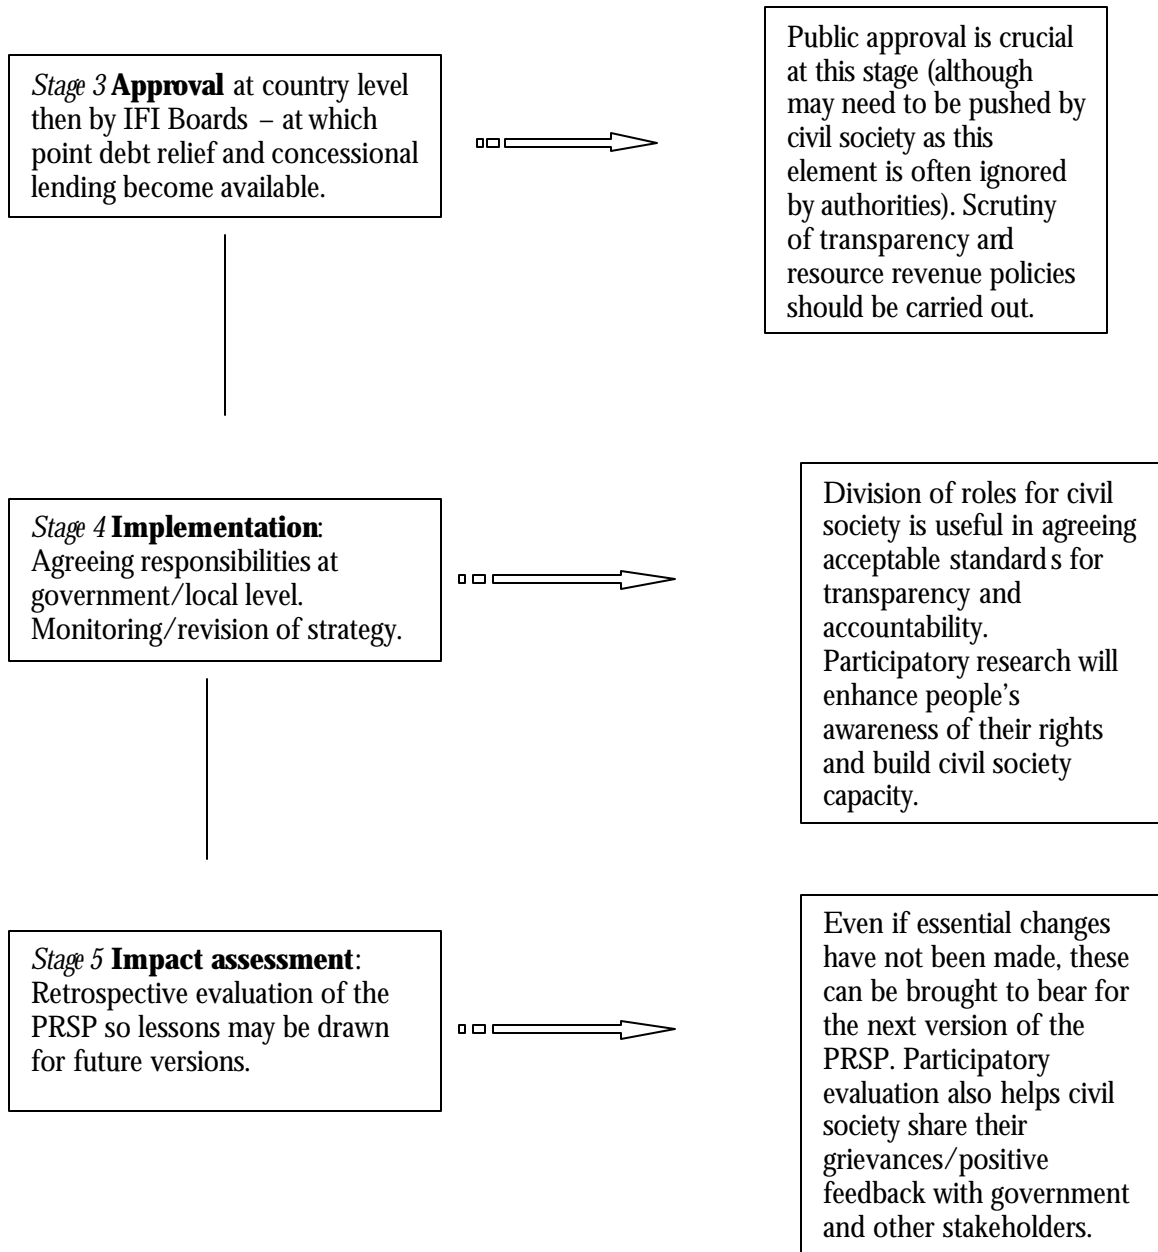 Stage 3 Approval at country level
then by IFI Boards – at which
point debt relief and concessional
lending become available.
Public approval is crucial
at this stage (although
may need to be pushed by
civil society as this
element is often ignored
by authorities). Scrutiny
of transparency and
resource revenue policies
should be carried out.
Stage 4 Implementation:
Agreeing responsibilities at
government/local level.
Monitoring/revision of strategy.
Division of roles for civil
society is useful in agreeing
acceptable standards for
transparency and
accountability.
Participatory research will
enhance people's
awareness of their rights
and build civil society
capacity.
Stage 5 Impact assessment:
Retrospective evaluation of the
PRSP so lessons may be drawn
for future versions.
Even if essential changes
have not been made, these
can be brought to bear for
the next version of the
PRSP. Participatory
evaluation also helps civil
society share their
grievances/positive
feedback with government
and other stakeholders.